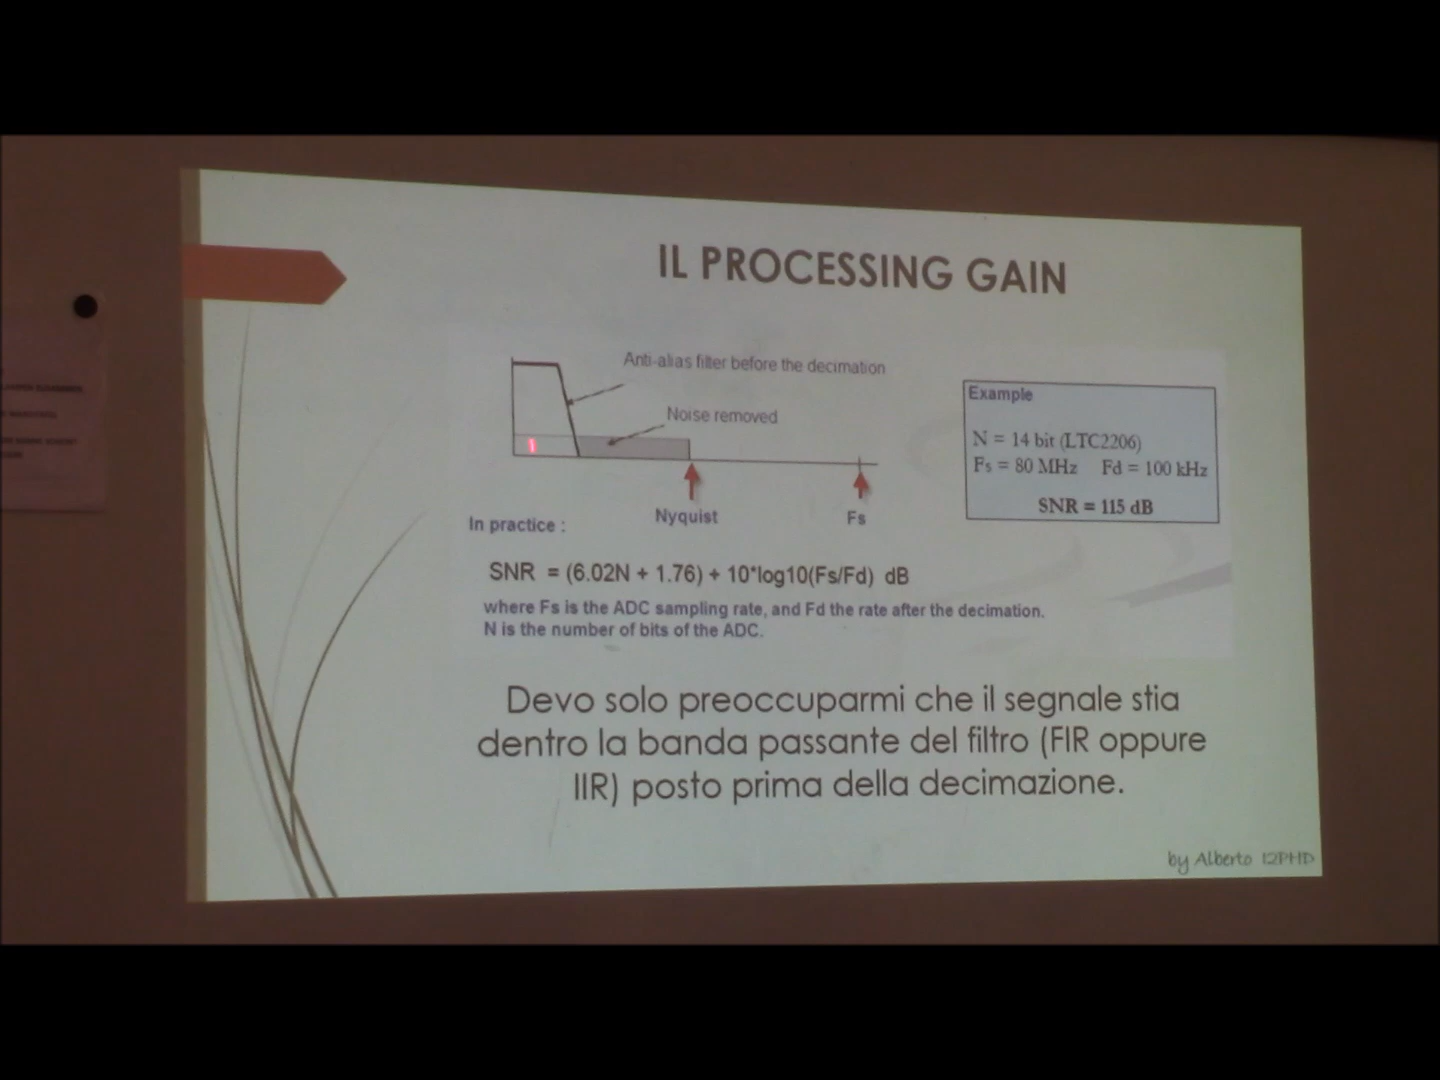 IL PROCESSING GAIN
Anti-alias filter before the decimation
Noise removed
Nyquist
Fs
Example
N = 14 bit (LTC2206)
Fs = 80 MHz Fd = 100 kHz
SNR = 115 dB
In practice :
SNR = (6.02N + 1.76) + 10*log10(Fs/Fd) dB
where Fs is the ADC sampling rate, and Fd the rate after the decimation.
N is the number of bits of the ADC.
Devo solo preoccuparmi che il segnale stia
dentro la banda passante del filtro (FIR oppure
IIR) posto prima della decimazione.
by Alberto I2PHD